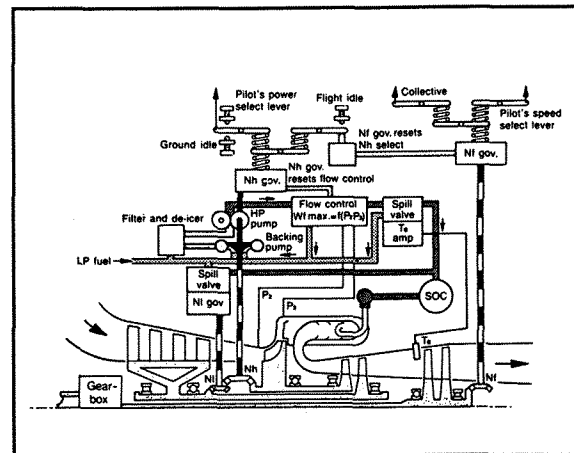 Pilot's power
select lever
Flight idle
Collective
Pilot's speed
select lever
Ground idle
Nf gov. resets
Nh select
Nf gov.
Nh gov.
resets flow control
Nh gov.
Flow control
Wf max.=f(P₂P₃)
Spill
valve
T₆
amp
HP
pump
Filter and de-icer
Backing
pump
LP fuel
Spill
valve
Nl gov
P₂
P₃
SOC
T₆
Nl
Nh
Nf
Gear-
box